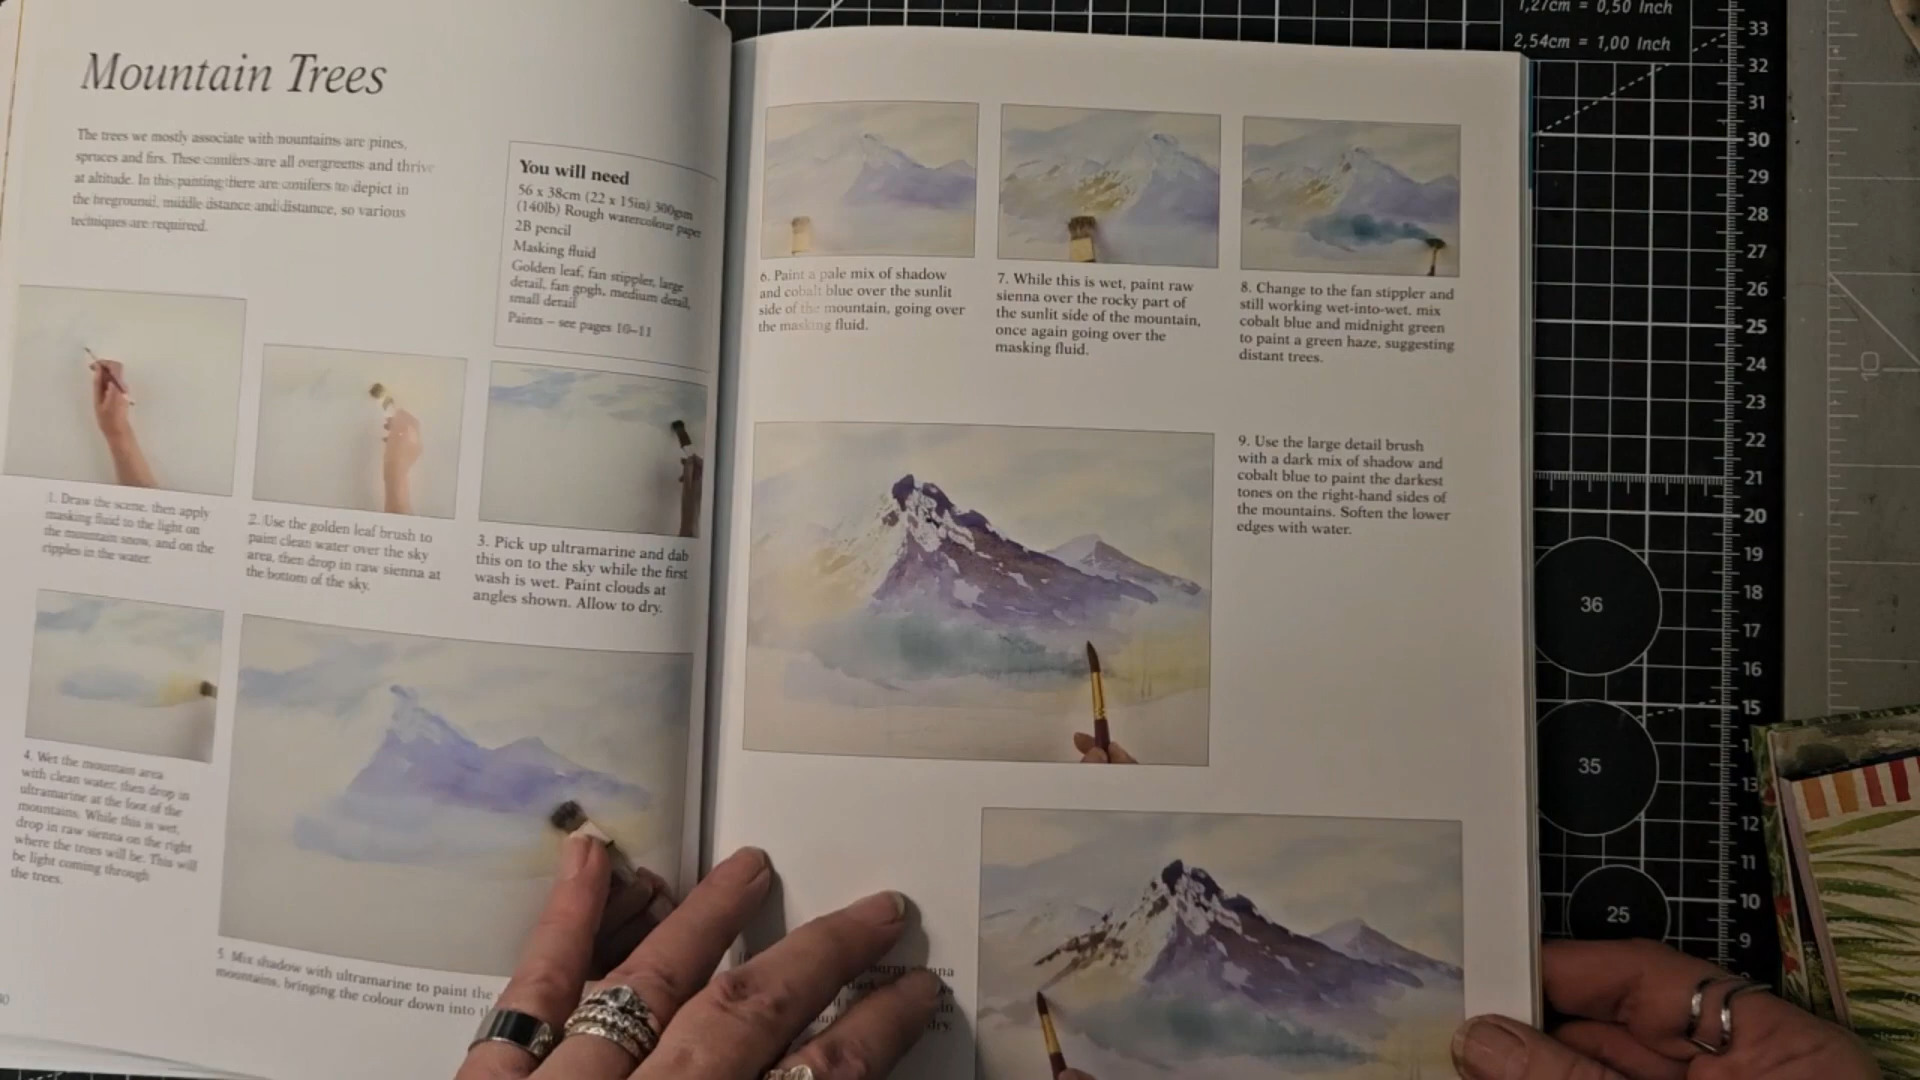 Mountain Trees
The trees we mostly associate with mountains are pines,
spruces and firs. These conifers are all evergreens and thrive
at altitude. In this painting there are conifers to depict in
the foreground, middle distance and distance, so various
techniques are required.
You will need
56 x 38cm (22 x 15in) 300gsm
(140lb) Rough watercolour paper
2B pencil
Masking fluid
Golden leaf, fan stippler, large
detail, fan gogh, medium detail,
small detail
Paints – see pages 10–11
1. Draw the scene, then apply
masking fluid to the light on
the mountain snow, and on the
ripples in the water.
2. Use the golden leaf brush to
paint clean water over the sky
area, then drop in raw sienna at
the bottom of the sky.
3. Pick up ultramarine and dab
this on to the sky while the first
wash is wet. Paint clouds at
angles shown. Allow to dry.
4. Wet the mountain area
with clean water, then drop in
ultramarine at the foot of the
mountains. While this is wet,
drop in raw sienna on the right
where the trees will be. This will
be light coming through
the trees.
5. Mix shadow with ultramarine to paint the
mountains, bringing the colour down into
6. Paint a pale mix of shadow
and cobalt blue over the sunlit
side of the mountain, going over
the masking fluid.
7. While this is wet, paint raw
sienna over the rocky part of
the sunlit side of the mountain,
once again going over the
masking fluid.
8. Change to the fan stippler and
still working wet-into-wet, mix
cobalt blue and midnight green
to paint a green haze, suggesting
distant trees.
9. Use the large detail brush
with a dark mix of shadow and
cobalt blue to paint the darkest
tones on the right-hand sides of
the mountains. Soften the lower
edges with water.
burnt
dry.
1,27cm = 0,50 Inch
2,54cm = 1,00 Inch
33
32
31
30
29
28
27
26
25
24
23
22
21
20
19
18
17
16
15
13
12
11
10
9
36
35
25
10